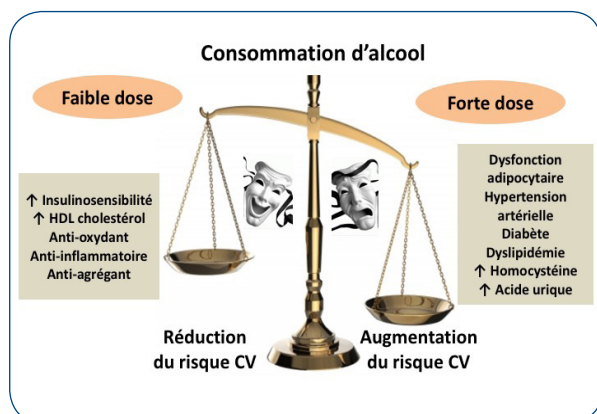 Consommation d'alcool
Faible dose
Forte dose
↑ Insulinosensibilité
↑ HDL cholestérol
Anti-oxydant
Anti-inflammatoire
Anti-agrégant
Dysfonction
adipocytaire
Hypertension
artérielle
Diabète
Dyslipidémie
↑ Homocystéine
↑ Acide urique
Réduction
du risque CV
Augmentation
du risque CV